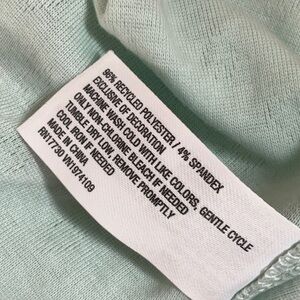 96% RECYCLED POLYESTER / 4% SPANDEX
EXCLUSIVE OF DECORATION
MACHINE WASH COLD WITH LIKE COLORS, GENTLE CYCLE
ONLY NON-CHLORINE BLEACH IF NEEDED
TUMBLE DRY LOW, REMOVE PROMPTLY
COOL IRON IF NEEDED
MADE IN CHINA
RN17730 VN1974109